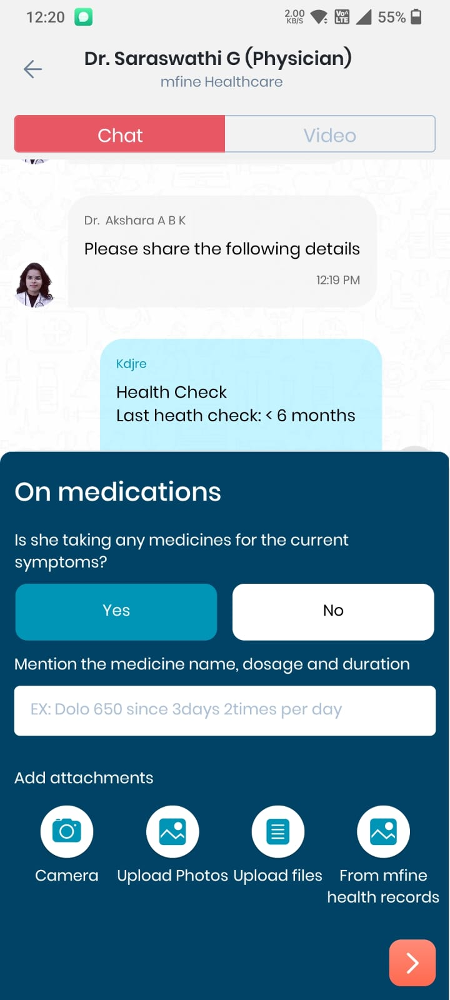 12:20
2.00
KB/S
Vo
LTE
55%
Dr. Saraswathi G (Physician)
mfine Healthcare
Chat
Video
Dr. Akshara A B K
Please share the following details
12:19 PM
Kdjre
Health Check
Last heath check: < 6 months
On medications
Is she taking any medicines for the current
symptoms?
Yes
No
Mention the medicine name, dosage and duration
EX: Dolo 650 since 3days 2times per day
Add attachments
Camera
Upload Photos
Upload files
From mfine
health records